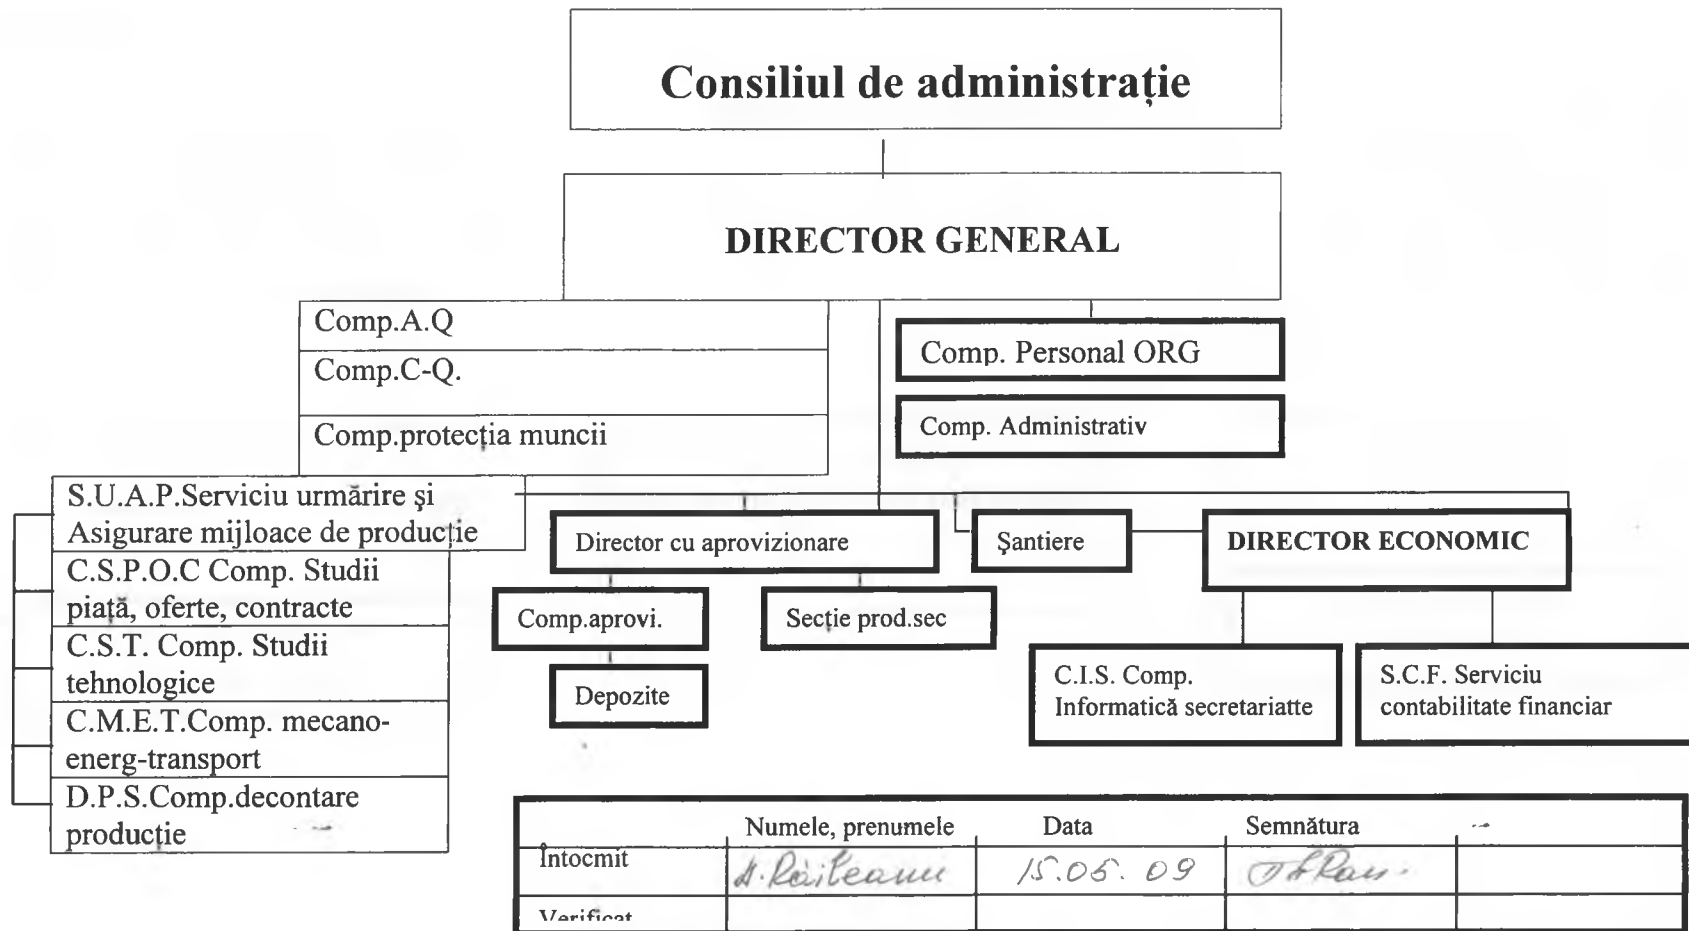 Consiliul de administrație
DIRECTOR GENERAL
Comp.A.Q
Comp.C-Q.
Comp.protecția muncii
Comp. Personal ORG
Comp. Administrativ
S.U.A.P.Serviciu urmărire şi
Asigurare mijloace de producție
C.S.P.O.C Comp. Studii
piață, oferte, contracte
C.S.T. Comp. Studii
tehnologice
C.M.E.T.Comp. mecano-
energ-transport
D.P.S.Comp.decontare
producție
Director cu aprovizionare
Şantiere
DIRECTOR ECONOMIC
Comp.aprovi.
Secție prod.sec
Depozite
C.I.S. Comp.
Informatică secretariatte
S.C.F. Serviciu
contabilitate financiar
Numele, prenumele Data Semnătura
Întocmit 15.05.09
Verificat